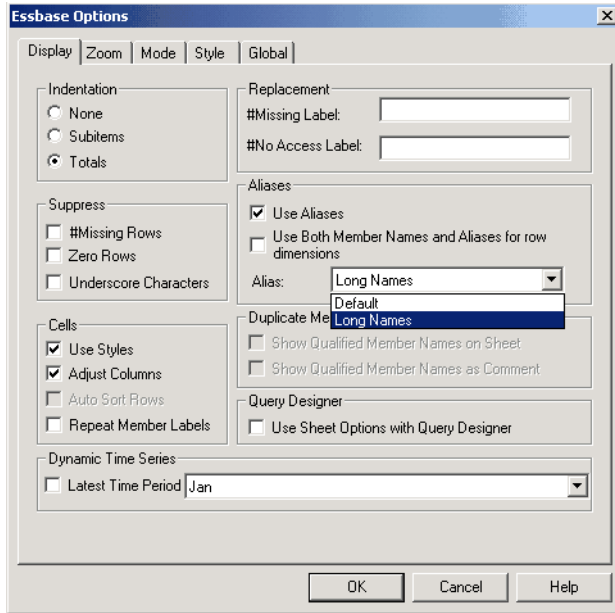 Essbase Options
Display
Zoom
Mode
Style
Global
Indentation
None
Subitems
Totals
Suppress
#Missing Rows
Zero Rows
Underscore Characters
Cells
Use Styles
Adjust Columns
Auto Sort Rows
Repeat Member Labels
Replacement
#Missing Label:
#No Access Label:
Aliases
Use Aliases
Use Both Member Names and Aliases for row
dimensions
Alias:
Long Names
Default
Long Names
Duplicate Me
Show Qualified Member Names on Sheet
Show Qualified Member Names as Comment
Query Designer
Use Sheet Options with Query Designer
Dynamic Time Series
Latest Time Period
Jan
OK
Cancel
Help